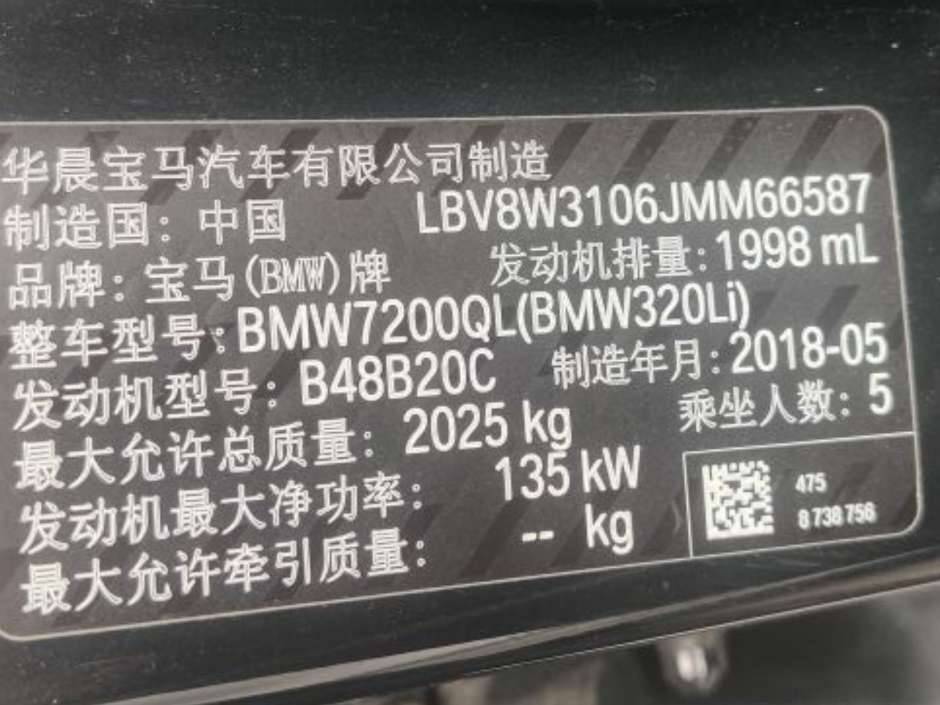 华晨宝马汽车有限公司制造
制造国：中国 LBV8W3106JMM66587
品牌：宝马(BMW)牌 发动机排量：1998 mL
整车型号：BMW7200QL(BMW320Li)
发动机型号：B48B20C 制造年月：2018-05
最大允许总质量：2025 kg 乘坐人数：5
发动机最大净功率：135 kW
最大允许牵引质量：-- kg
475
8 738 756